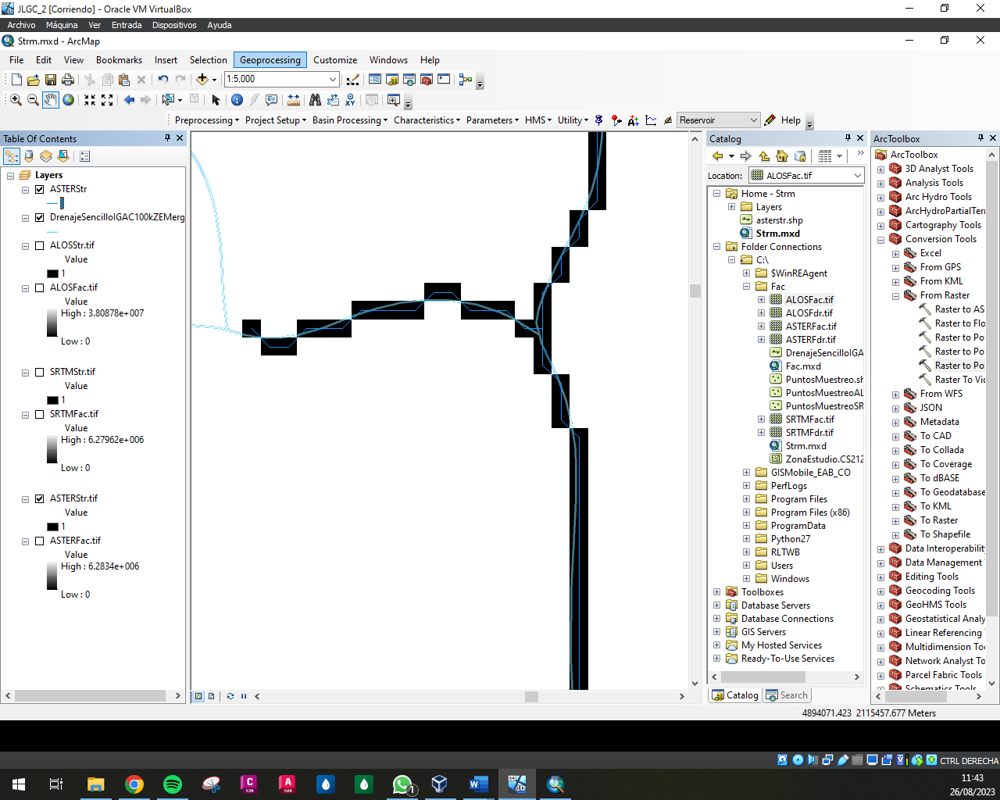 JLGC_2 [Corriendo] - Oracle VM VirtualBox
Archivo Máquina Ver Entrada Dispositivos Ayuda
Strm.mxd - ArcMap
File Edit View Bookmarks Insert Selection Geoprocessing Customize Windows Help
1:5,000
Preprocessing Project Setup Basin Processing Characteristics Parameters HMS Utility Reservoir Help
Table Of Contents
Layers
ASTERStr
DrenajeSencilloIGAC100kZEMerg
ALOSStr.tif
Value
1
ALOSFac.tif
Value
High : 3.80878e+007
Low : 0
SRTMStr.tif
Value
1
SRTMFac.tif
Value
High : 6.27962e+006
Low : 0
ASTERStr.tif
Value
1
ASTERFac.tif
Value
High : 6.2834e+006
Low : 0
Catalog
Location: ALOSFac.tif
Home - Strm
Layers
asterstr.shp
Strm.mxd
Folder Connections
C:\
$WinREAgent
Fac
ALOSFac.tif
ALOSFdr.tif
ASTERFac.tif
ASTERFdr.tif
DrenajeSencilloIGA
Fac.mxd
PuntosMuestreo.sh
PuntosMuestreoAL
PuntosMuestreoSR
SRTMFac.tif
SRTMFdr.tif
Strm.mxd
ZonaEstudio.CS212
GISMobile_EAB_CO
PerfLogs
Program Files
Program Files (x86)
ProgramData
Python27
RLTWB
Users
Windows
Toolboxes
Database Servers
Database Connections
GIS Servers
My Hosted Services
Ready-To-Use Services
Catalog Search
ArcToolbox
ArcToolbox
3D Analyst Tools
Analysis Tools
Arc Hydro Tools
ArcHydroPartialTerr
Cartography Tools
Conversion Tools
Excel
From GPS
From KML
From Raster
Raster to AS
Raster to Flo
Raster to Po
Raster to Po
Raster to Po
Raster To Vi
From WFS
JSON
Metadata
To CAD
To Collada
To Coverage
To dBASE
To Geodatabase
To KML
To Raster
To Shapefile
Data Interoperability
Data Management
Editing Tools
Geocoding Tools
GeoHMS Tools
Geostatistical Analy
Linear Referencing
Multidimension Too
Network Analyst To
Parcel Fabric Tools
Schematics Tools
4894071.423 2115457.677 Meters
CTRL DERECHA
11:43
26/08/2023